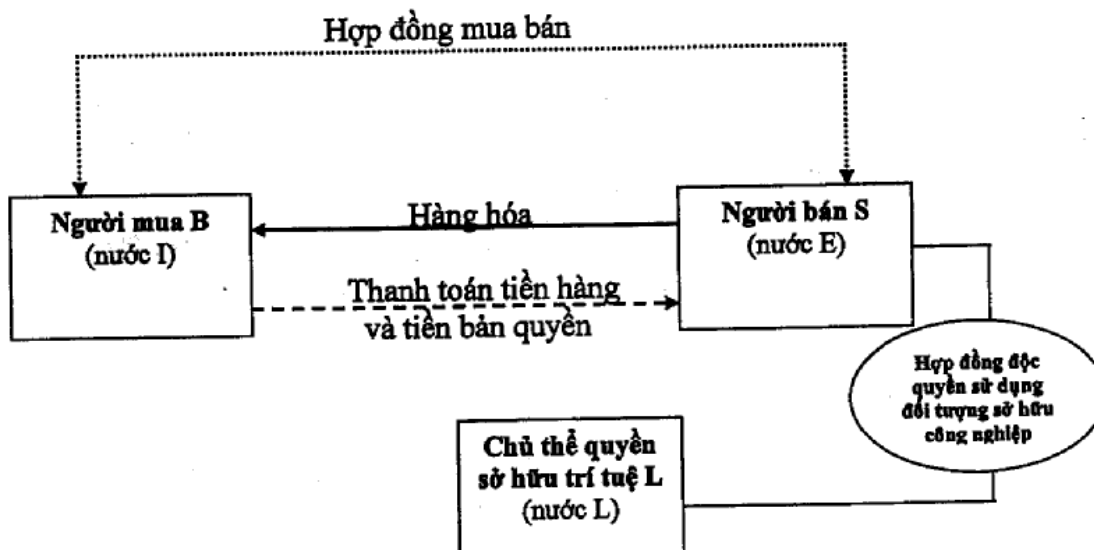 Hợp đồng mua bán
Người mua B
(nước I)
Hàng hóa
Người bán S
(nước E)
Thanh toán tiền hàng
và tiền bản quyền
Hợp đồng độc
quyền sử dụng
đối tượng sở hữu
công nghiệp
Chủ thể quyền
sở hữu trí tuệ L
(nước L)